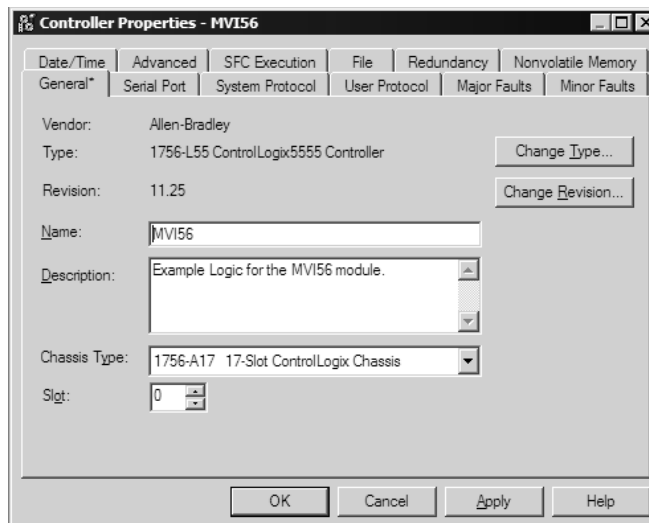 Controller Properties - MVI56
Date/Time Advanced SFC Execution File Redundancy Nonvolatile Memory
General* Serial Port System Protocol User Protocol Major Faults Minor Faults
Vendor: Allen-Bradley
Type: 1756-L55 ControlLogix5555 Controller Change Type...
Revision: 11.25 Change Revision...
Name: MVI56
Description: Example Logic for the MVI56 module.
Chassis Type: 1756-A17 17-Slot ControlLogix Chassis
Slot: 0
OK Cancel Apply Help